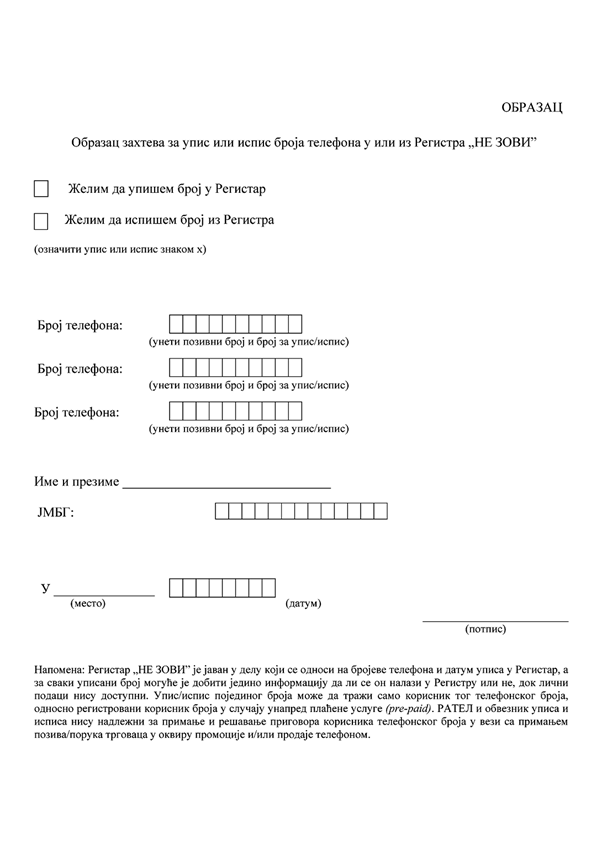 ОБРАЗАЦ
Образац захтева за упис или испис броја телефона у или из Регистра „НЕ ЗОВИ”
Желим да упишем број у Регистар
Желим да испишем број из Регистра
(означити упис или испис знаком x)
Број телефона:
(унети позивни број и број за упис/испис)
Број телефона:
(унети позивни број и број за упис/испис)
Број телефона:
(унети позивни број и број за упис/испис)
Име и презиме
ЈМБГ:
У
(место) (датум)
(потпис)
Напомена: Регистар „НЕ ЗОВИ” је јаван у делу који се односи на бројеве телефона и датум уписа у Регистар, а
за сваки уписани број могуће је добити једино информацију да ли се он налази у Регистру или не, док лични
подаци нису доступни. Упис/испис појединог броја може да тражи само корисник тог телефонског броја,
односно регистровани корисник броја у случају унапред плаћене услуге (pre-paid). РАТЕЛ и обвезник уписа и
исписа нису надлежни за примање и решавање приговора корисника телефонског броја у вези са примањем
позива/порука трговаца у оквиру промоције и/или продаје телефоном.